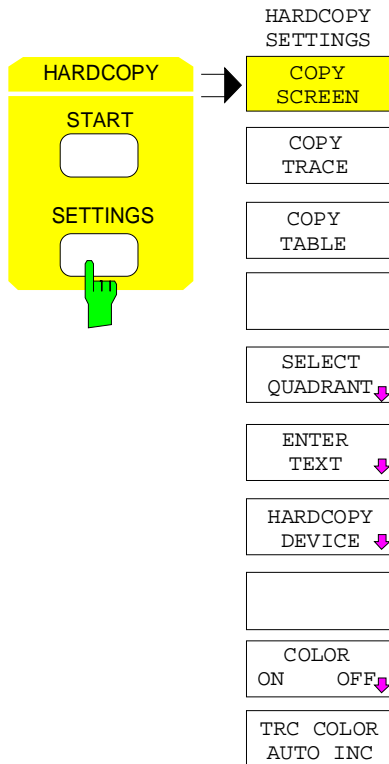 HARDCOPY
START
SETTINGS
HARDCOPY
SETTINGS
COPY
SCREEN
COPY
TRACE
COPY
TABLE
SELECT
QUADRANT
ENTER
TEXT
HARDCOPY
DEVICE
COLOR
ON OFF
TRC COLOR
AUTO INC